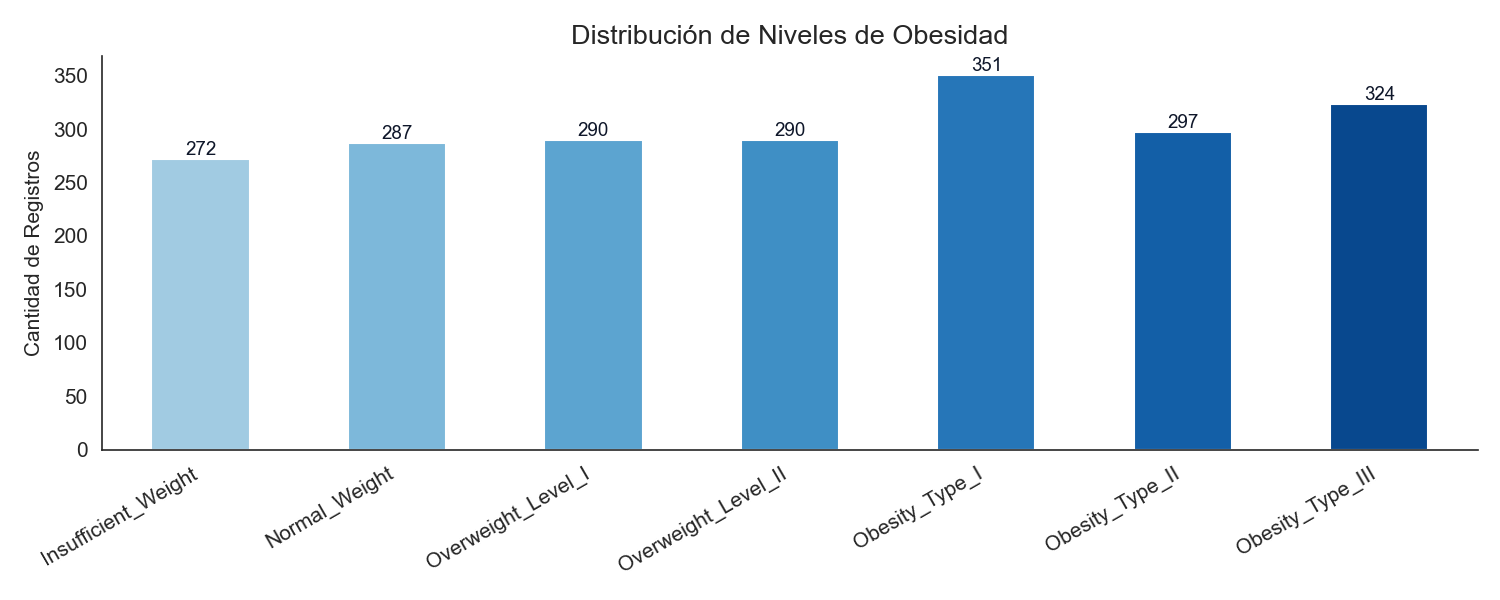 Distribución de Niveles de Obesidad
Cantidad de Registros
350
300
250
200
150
100
50
0
272
287
290
290
351
297
324
Insufficient_Weight
Normal_Weight
Overweight_Level_I
Overweight_Level_II
Obesity_Type_I
Obesity_Type_II
Obesity_Type_III